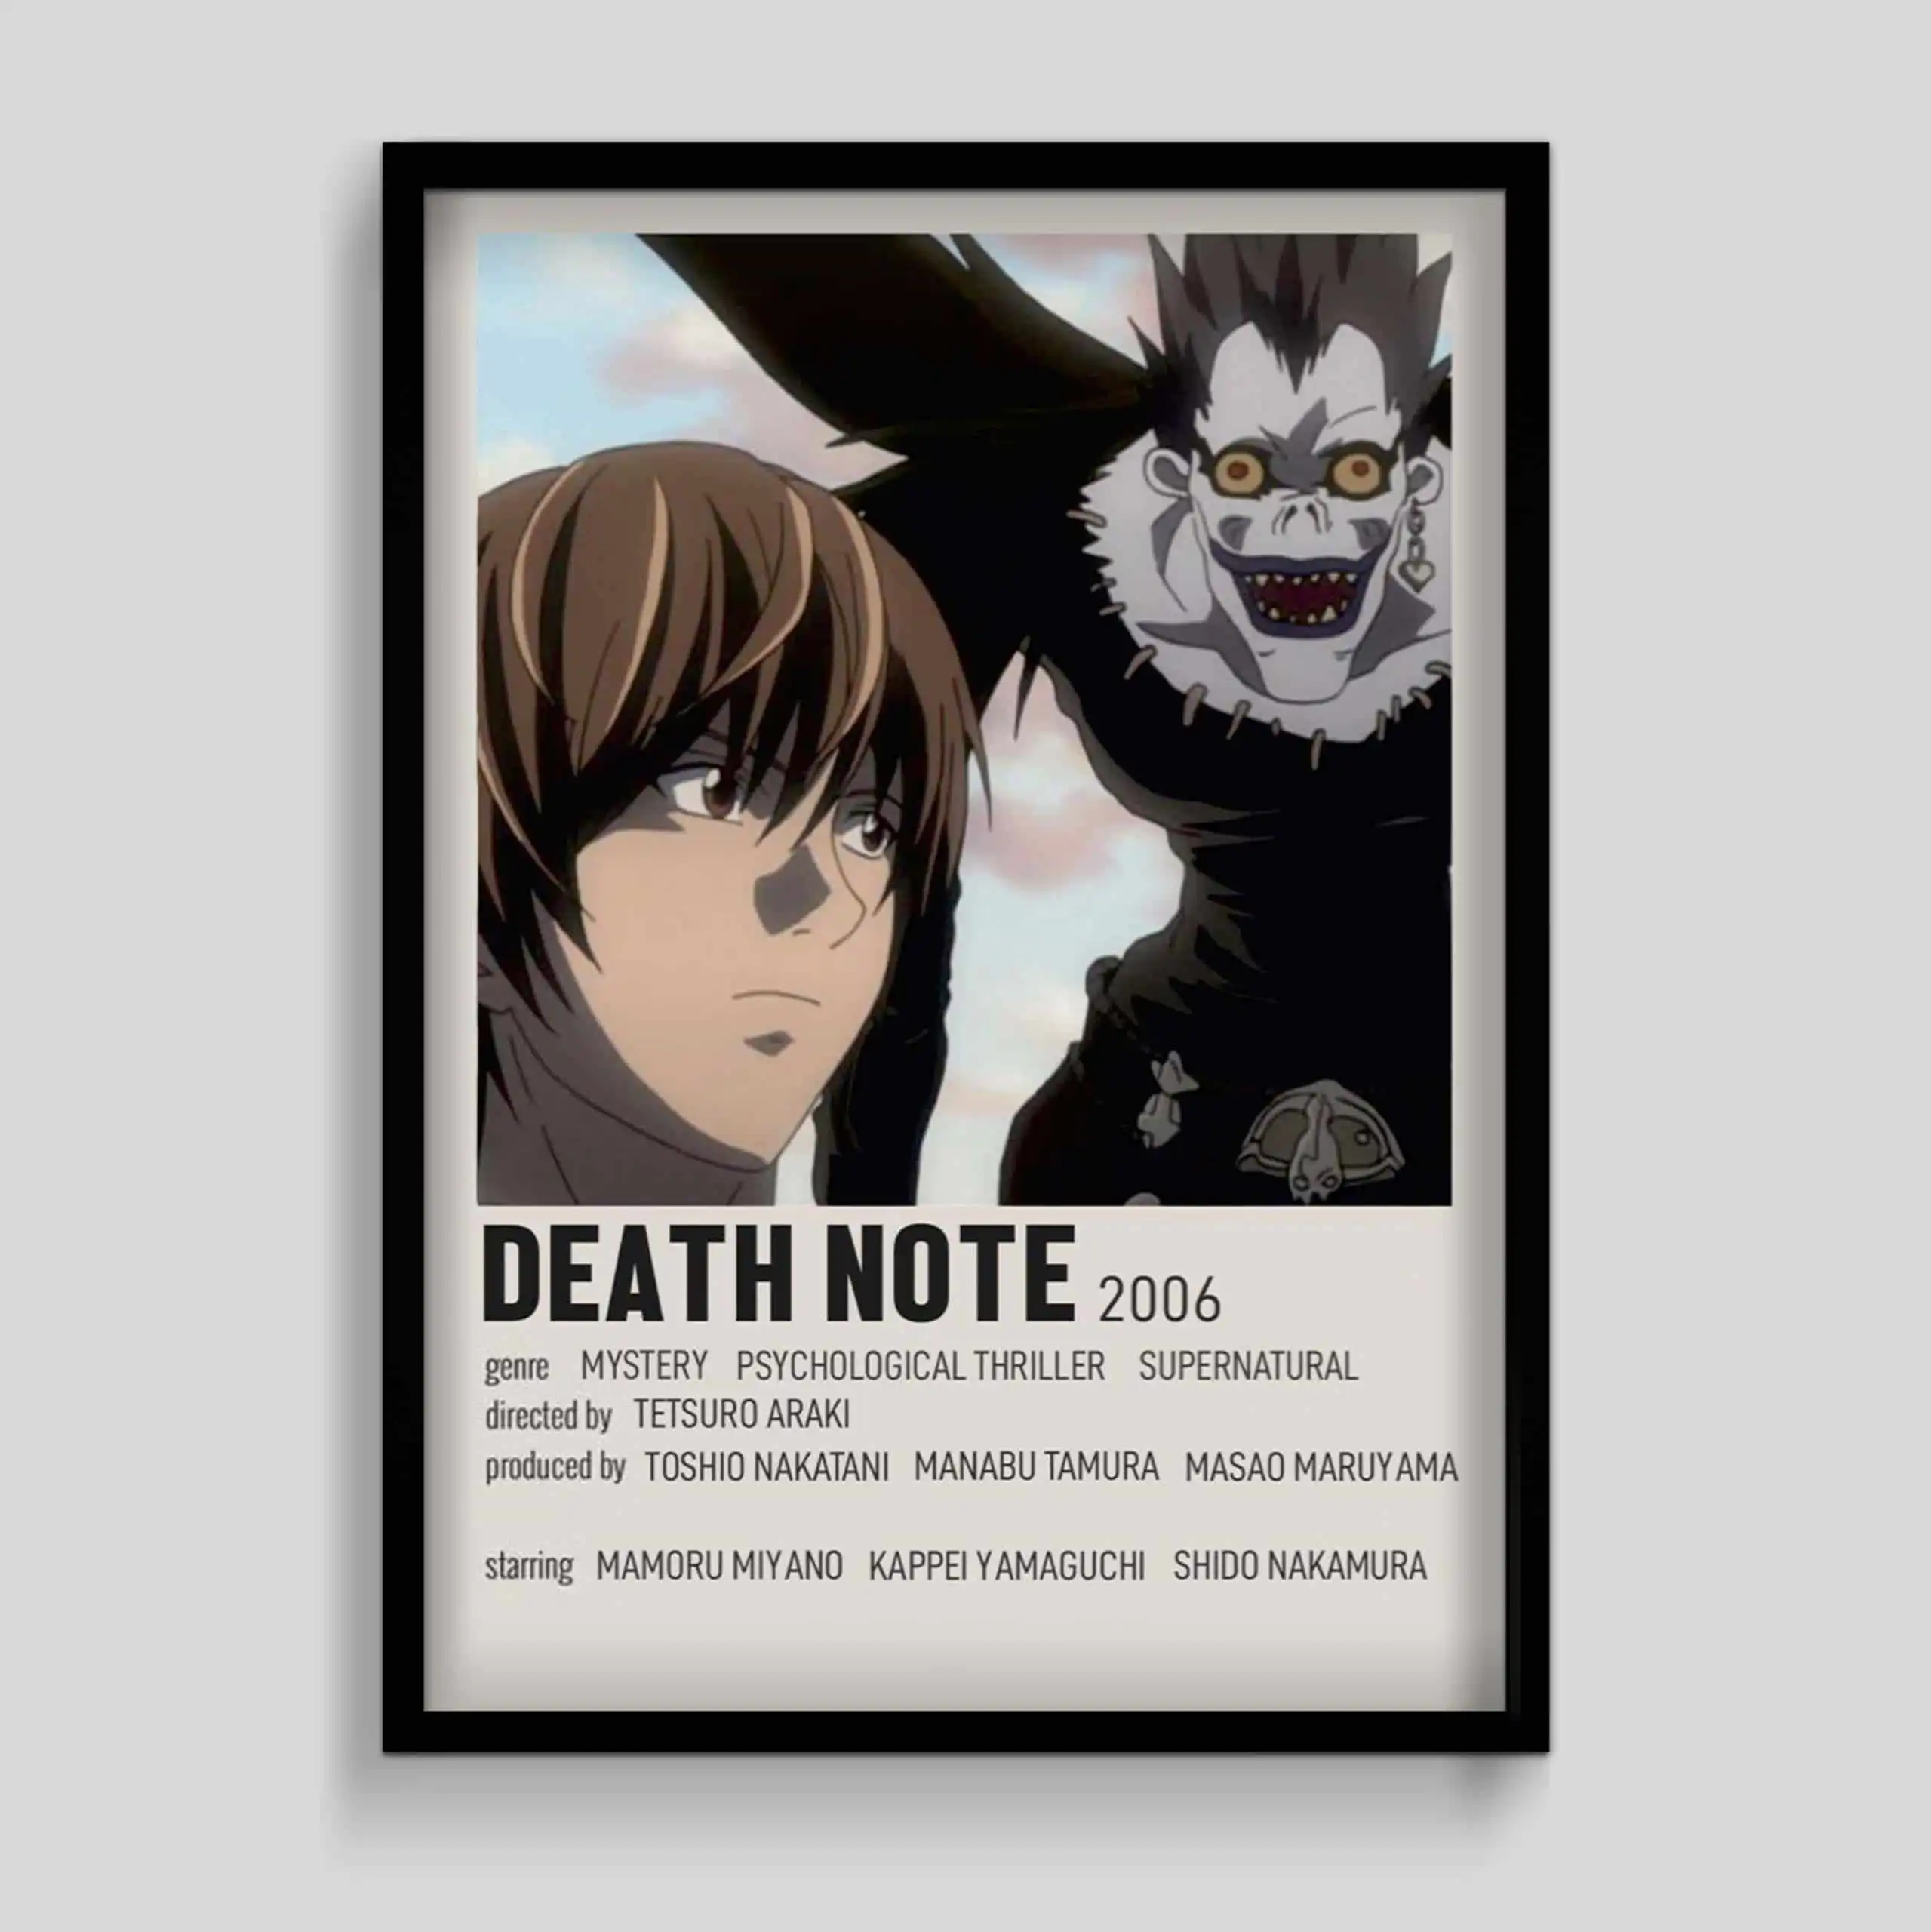 DEATH NOTE 2006
genre MYSTERY PSYCHOLOGICAL THRILLER SUPERNATURAL
directed by TETSURO ARAKI
produced by TOSHIO NAKATANI MANABU TAMURA MASAO MARUYAMA
starring MAMORU MIYANO KAPPEI YAMAGUCHI SHIDO NAKAMURA